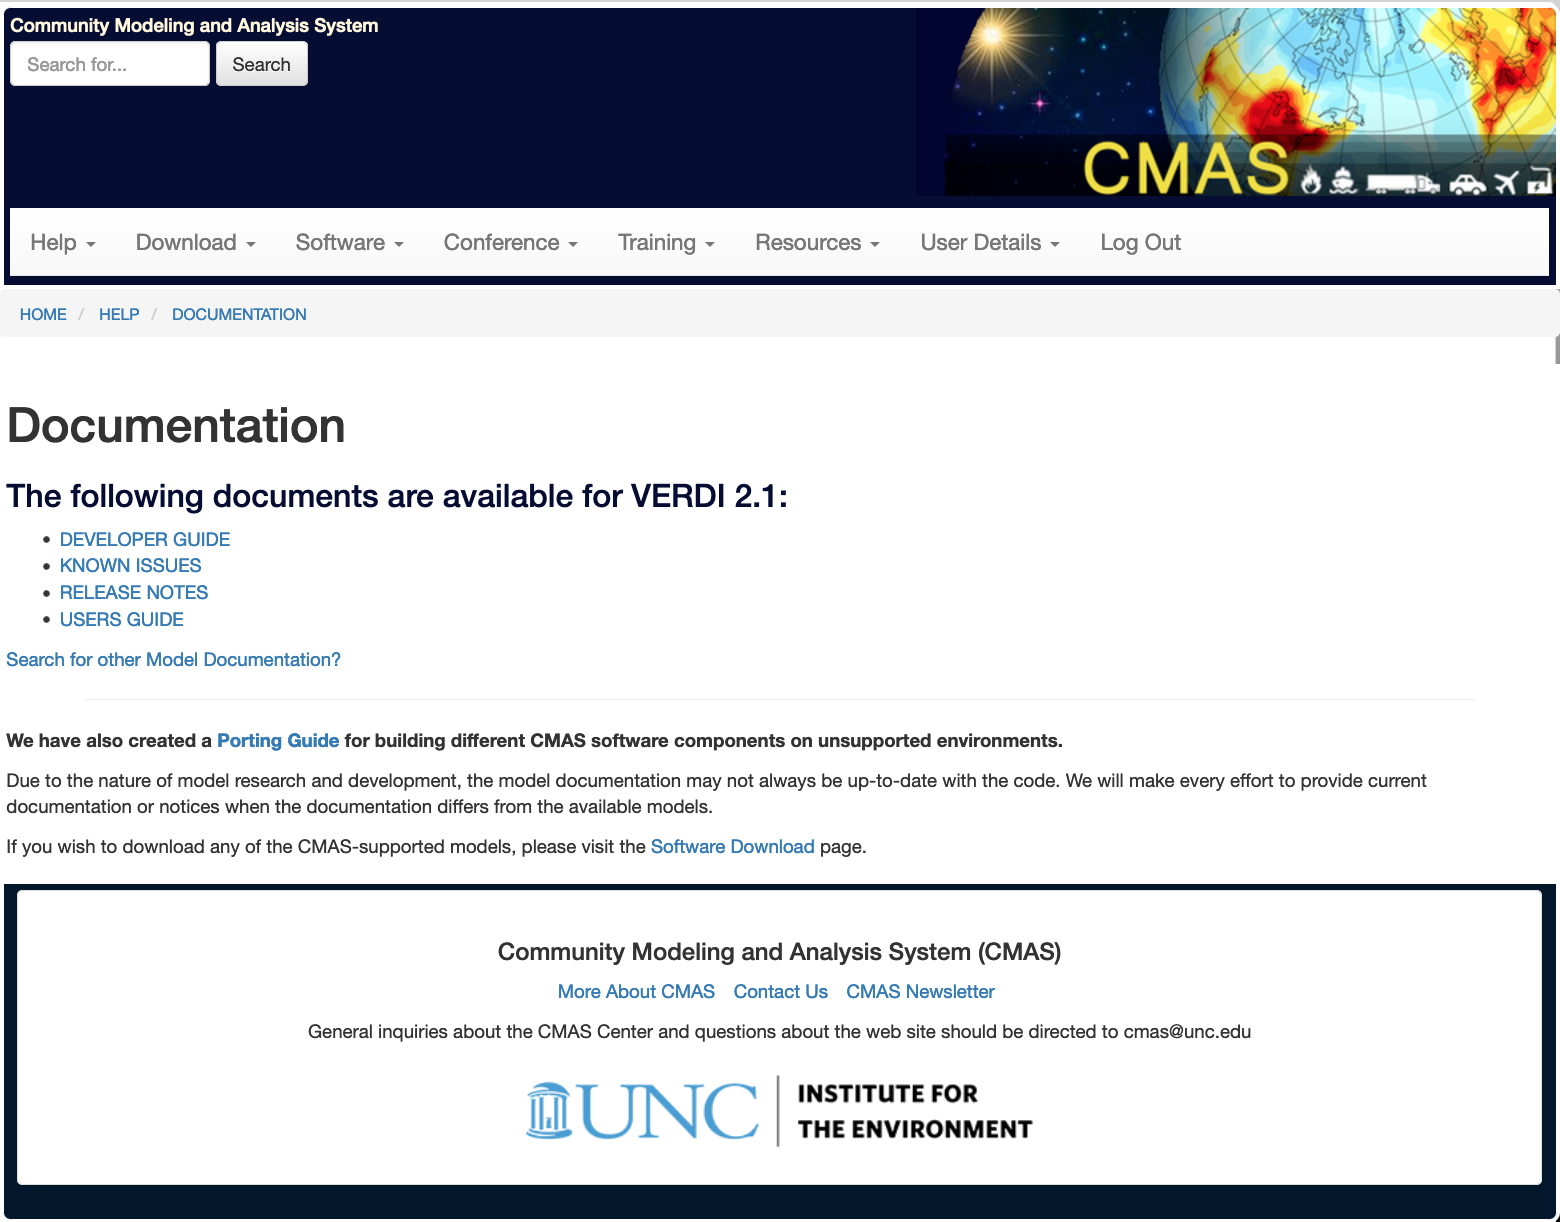 Community Modeling and Analysis System
Search for...
Search
CMAS
Help
Download
Software
Conference
Training
Resources
User Details
Log Out
HOME / HELP / DOCUMENTATION
Documentation
The following documents are available for VERDI 2.1:
• DEVELOPER GUIDE
• KNOWN ISSUES
• RELEASE NOTES
• USERS GUIDE
Search for other Model Documentation?
We have also created a Porting Guide for building different CMAS software components on unsupported environments.
Due to the nature of model research and development, the model documentation may not always be up-to-date with the code. We will make every effort to provide current
documentation or notices when the documentation differs from the available models.
If you wish to download any of the CMAS-supported models, please visit the Software Download page.
Community Modeling and Analysis System (CMAS)
More About CMAS Contact Us CMAS Newsletter
General inquiries about the CMAS Center and questions about the web site should be directed to cmas@unc.edu
UNC
INSTITUTE FOR
THE ENVIRONMENT